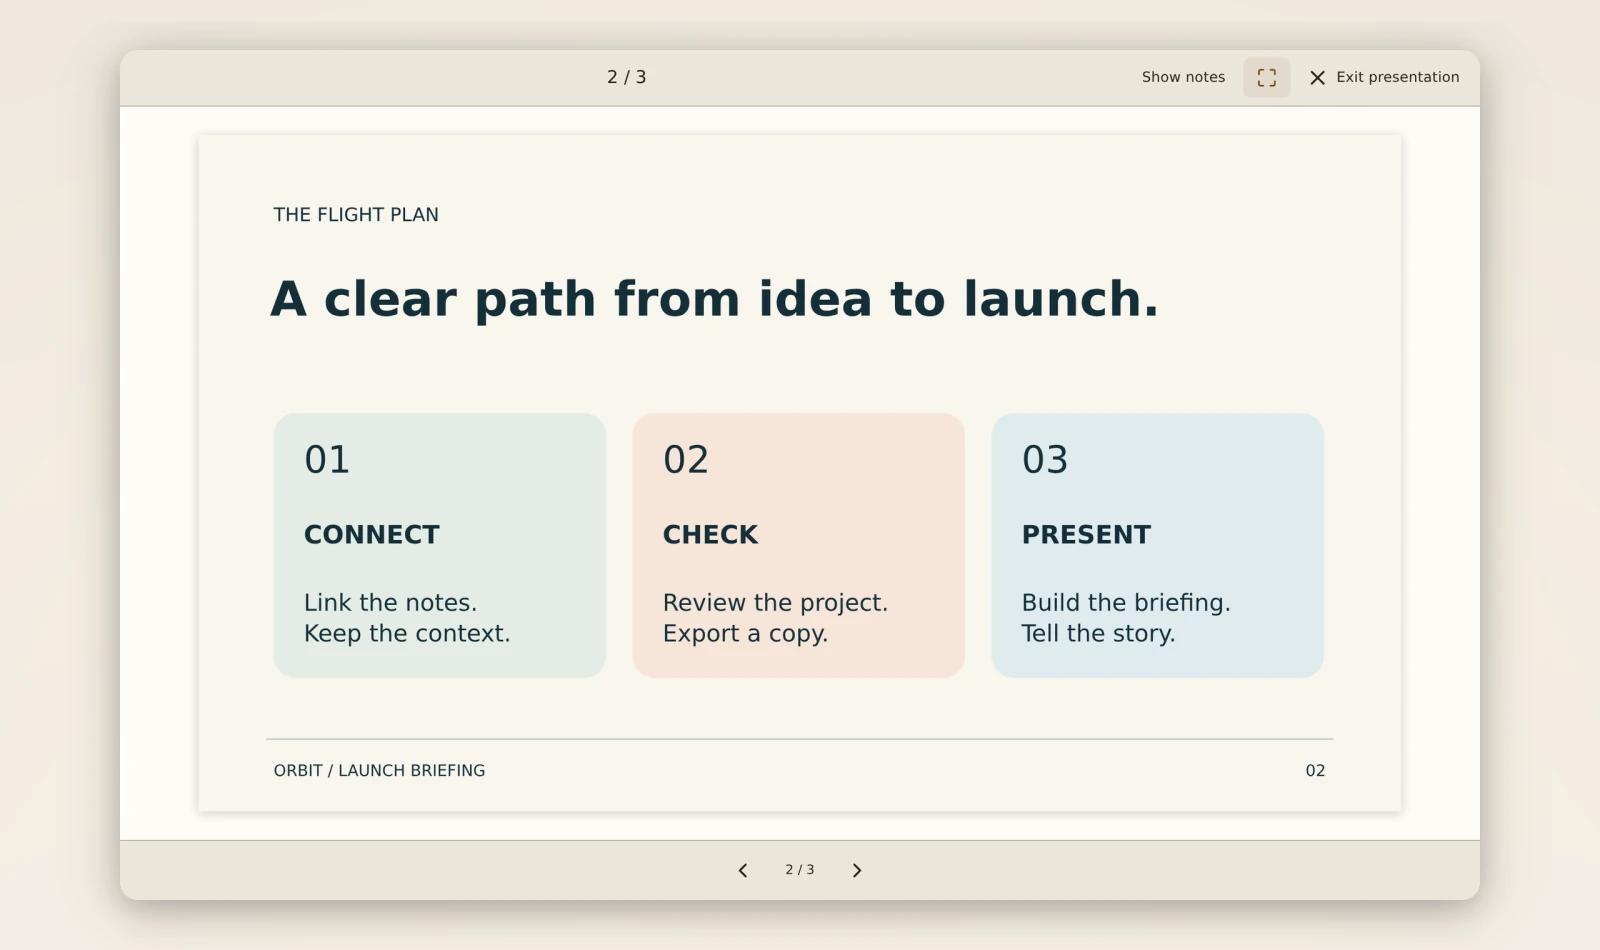 2 / 3
Show notes
Exit presentation
THE FLIGHT PLAN
A clear path from idea to launch.
01
CONNECT
Link the notes.
Keep the context.
02
CHECK
Review the project.
Export a copy.
03
PRESENT
Build the briefing.
Tell the story.
ORBIT / LAUNCH BRIEFING
02
2 / 3